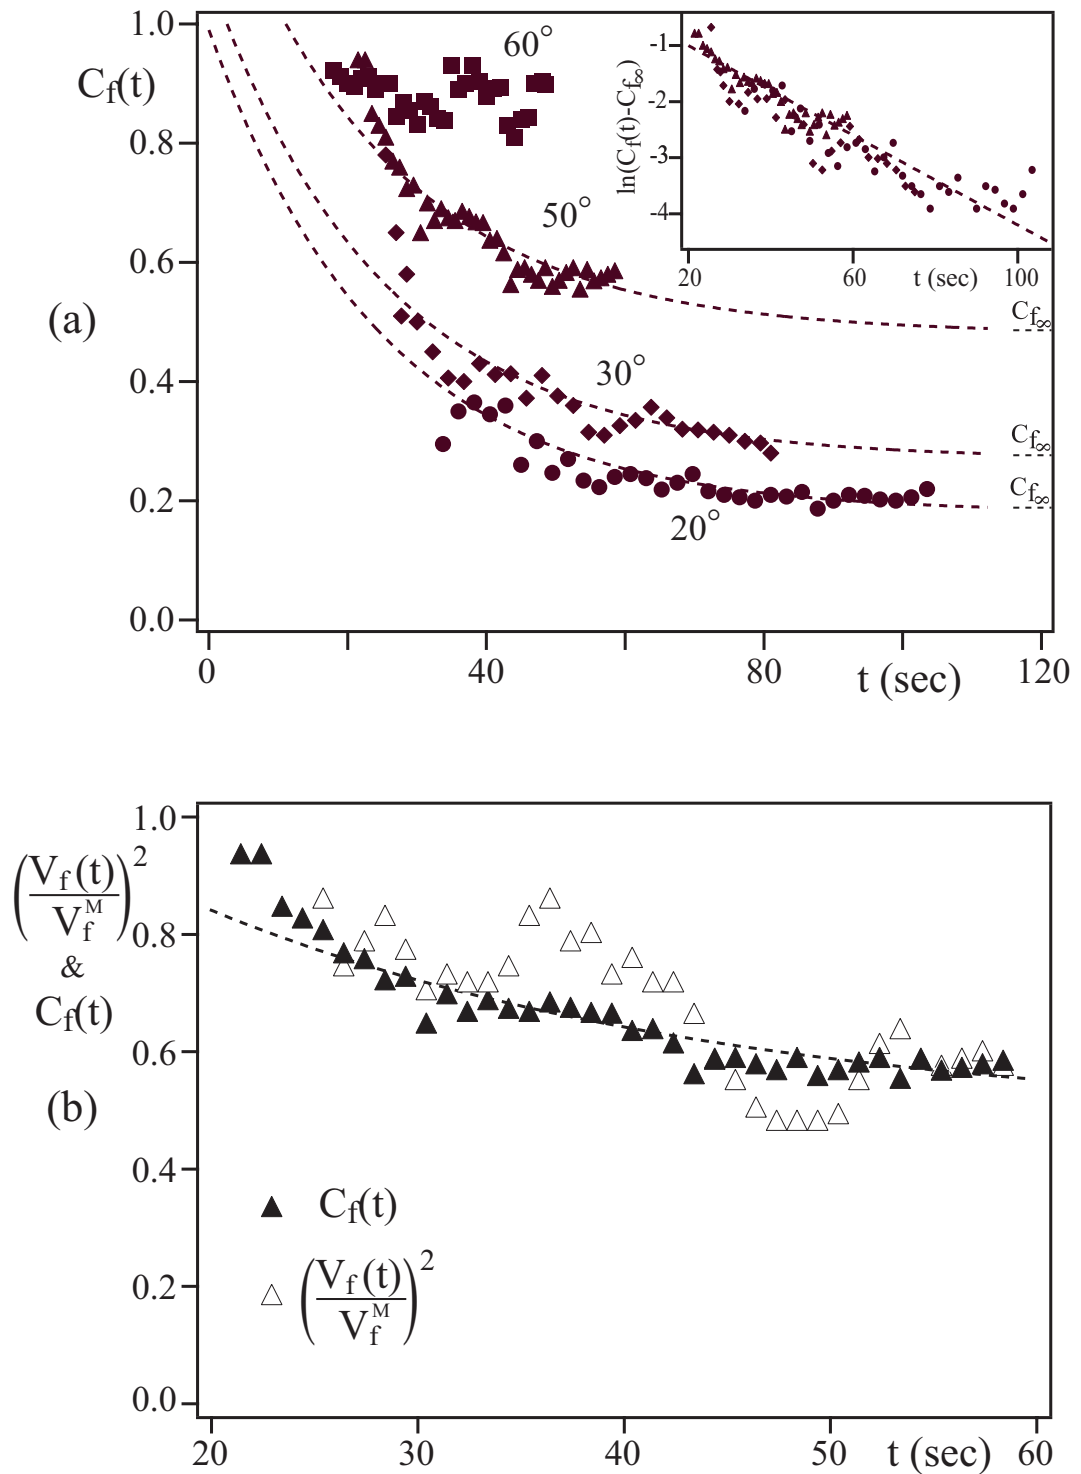 1.0
C_f(t)
0.8
0.6
(a)
0.4
0.2
0.0
60°
50°
30°
20°
C_f∞
C_f∞
C_f∞
0
40
80
t (sec)
120
ln(C_f(t)-C_f∞)
-1
-2
-3
-4
20
60
t (sec)
100
1.0
(V_f(t)/V_f^M)^2
&
C_f(t)
0.8
0.6
(b)
0.4
0.2
0.0
C_f(t)
(V_f(t)/V_f^M)^2
20
30
40
50
t (sec)
60